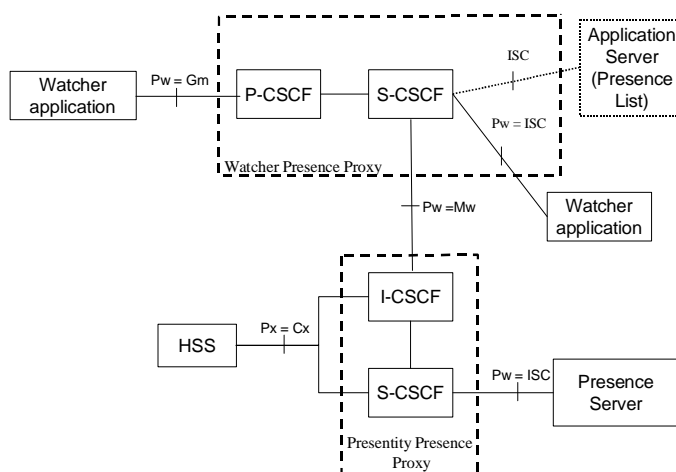 ISC
Application
Server
(Presence
List)
Watcher
application
Pw = Gm
P-CSCF
S-CSCF
Pw = ISC
Watcher Presence Proxy
Pw =Mw
Watcher
application
I-CSCF
HSS
Px = Cx
S-CSCF
Pw = ISC
Presence
Server
Presentity Presence
Proxy